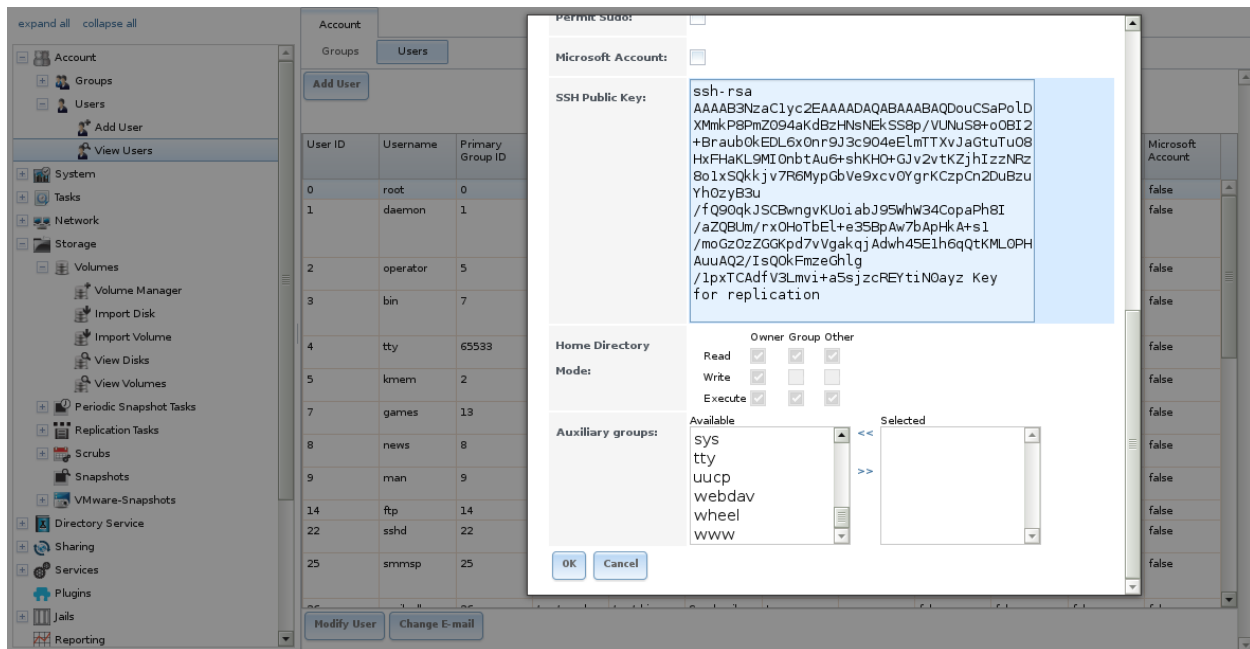 expand all collapse all
Account
Groups
Users
Add User
View Users
System
Tasks
Network
Storage
Volumes
Volume Manager
Import Disk
Import Volume
View Disks
View Volumes
Periodic Snapshot Tasks
Replication Tasks
Scrubs
Snapshots
VMware-Snapshots
Directory Service
Sharing
Services
Plugins
Jails
Reporting
Account
Groups Users
Add User
User ID Username Primary Group ID Microsoft Account
0 root 0 false
1 daemon 1 false
2 operator 5 false
3 bin 7 false
4 tty 65533 false
5 kmem 2 false
7 games 13 false
8 news 8 false
9 man 9 false
14 ftp 14 false
22 sshd 22 false
25 smmsp 25 false
Modify User Change E-mail
Permit Sudo:
Microsoft Account:
SSH Public Key:
ssh-rsa
AAAAB3NzaC1yc2EAAAADAQABAAABAQDouCSaPolD
XMmkP8PmZ094aKdBzHNsNEkSS8p/VUNuS8+oOBI2
+Braub0kEDL6xOnr9J3c9O4eElmTTXvJaGtuTuO8
HxFHaKL9MI0nbtAu6+shKHO+GJv2vtKZjhIzzNRz
8o1xSQkkjv7R6MypGbVe9xcvOYgrKCzpCn2DuBzu
YhOzyB3u
/fQ90qkJSCBwngvKUoiabJ95WhW34CopaPh8I
/aZQBUm/rxOHoTbEl+e35BpAw7bApHkA+s1
/moGzOzZGGKpd7vVgakqjAdwh45E1h6qQtKML0PH
AuuAQ2/IsQOkFmzeGhlg
/1pxTCAdfV3Lmvi+a5sjzcREYtiN0ayz Key
for replication
Home Directory Mode:
Owner Group Other
Read
Write
Execute
Auxiliary groups:
Available << Selected
sys
tty
uucp >>
webdav
wheel
www
OK Cancel